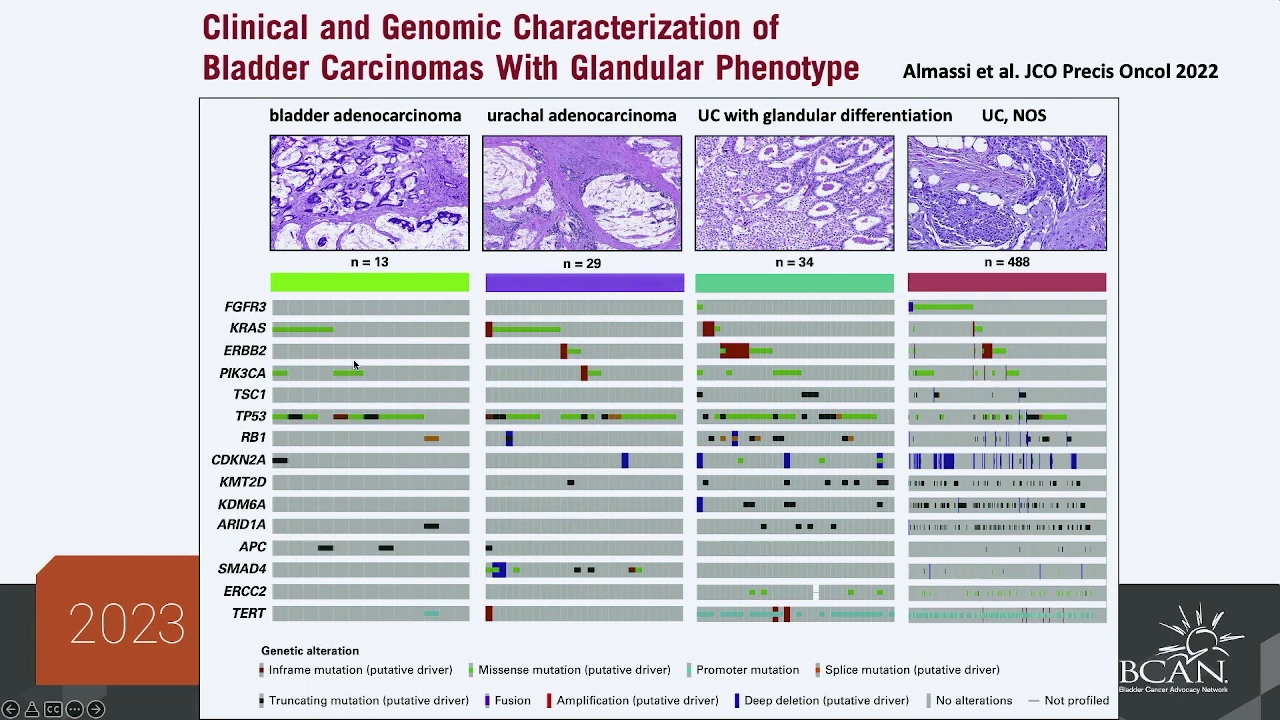 Clinical and Genomic Characterization of
Bladder Carcinomas With Glandular Phenotype
Almassi et al. JCO Precis Oncol 2022
bladder adenocarcinoma
urachal adenocarcinoma
UC with glandular differentiation
UC, NOS
n = 13
n = 29
n = 34
n = 488
FGFR3
KRAS
ERBB2
PIK3CA
TSC1
TP53
RB1
CDKN2A
KMT2D
KDM6A
ARID1A
APC
SMAD4
ERCC2
TERT
Genetic alteration
Inframe mutation (putative driver)
Missense mutation (putative driver)
Promoter mutation
Splice mutation (putative driver)
Truncating mutation (putative driver)
Fusion
Amplification (putative driver)
Deep deletion (putative driver)
No alterations
Not profiled
2023
BCAN
Bladder Cancer Advocacy Network
CC